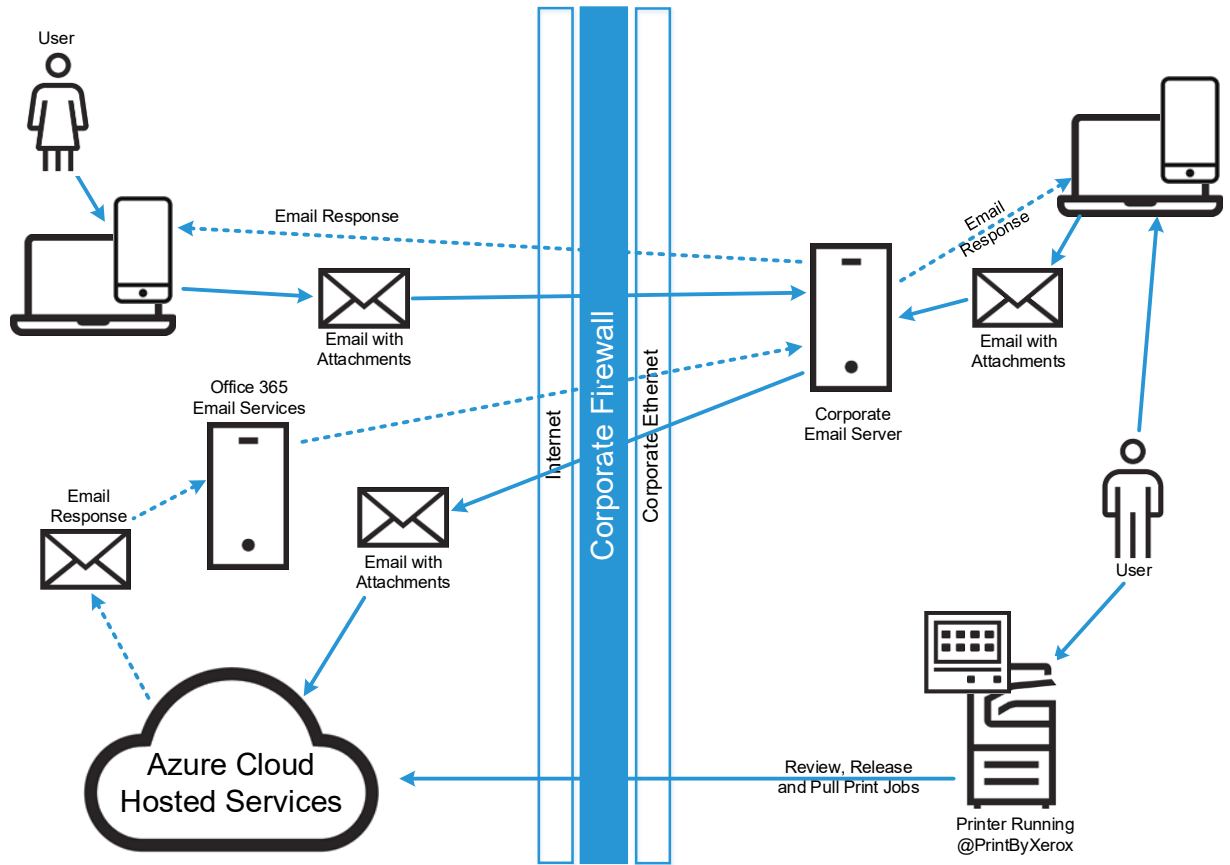 User
Email Response
Email with
Attachments
Office 365
Email Services
Email
Response
Email with
Attachments
Azure Cloud
Hosted Services
Internet
Corporate Firewall
Corporate Ethernet
Email
Response
Email with
Attachments
Corporate
Email Server
User
Review, Release
and Pull Print Jobs
Printer Running
@PrintByXerox